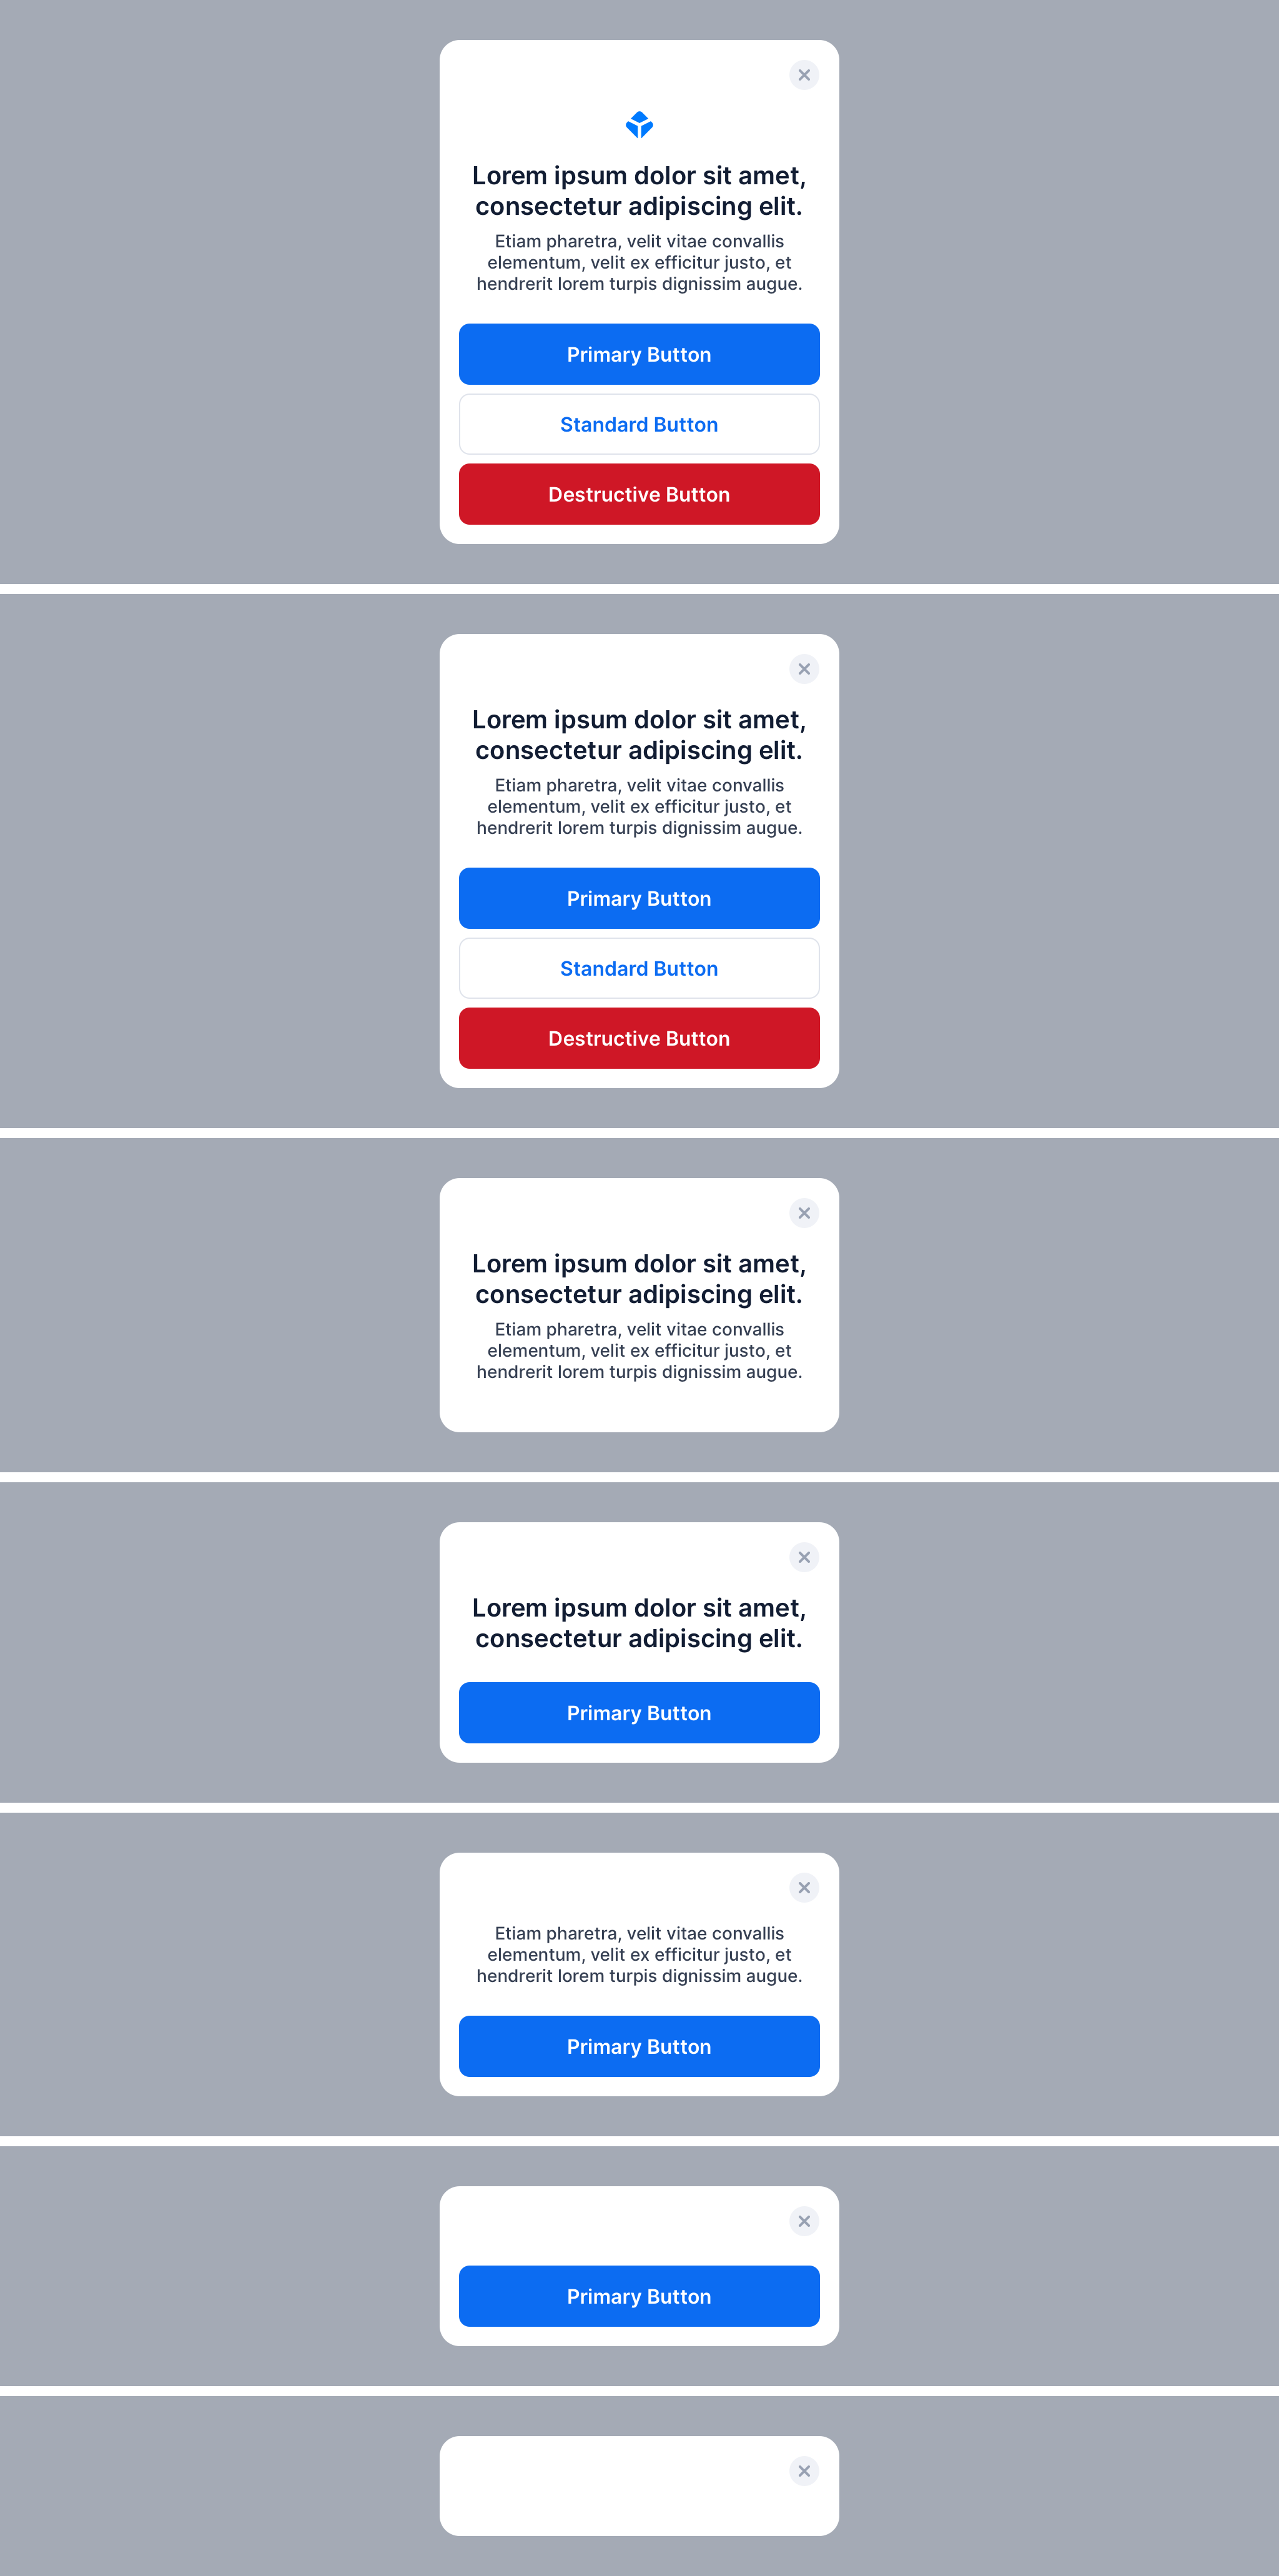 Lorem ipsum dolor sit amet,
consectetur adipiscing elit.
Etiam pharetra, velit vitae convallis
elementum, velit ex efficitur justo, et
hendrerit lorem turpis dignissim augue.
Primary Button
Standard Button
Destructive Button
Lorem ipsum dolor sit amet,
consectetur adipiscing elit.
Etiam pharetra, velit vitae convallis
elementum, velit ex efficitur justo, et
hendrerit lorem turpis dignissim augue.
Primary Button
Standard Button
Destructive Button
Lorem ipsum dolor sit amet,
consectetur adipiscing elit.
Etiam pharetra, velit vitae convallis
elementum, velit ex efficitur justo, et
hendrerit lorem turpis dignissim augue.
Lorem ipsum dolor sit amet,
consectetur adipiscing elit.
Primary Button
Etiam pharetra, velit vitae convallis
elementum, velit ex efficitur justo, et
hendrerit lorem turpis dignissim augue.
Primary Button
Primary Button